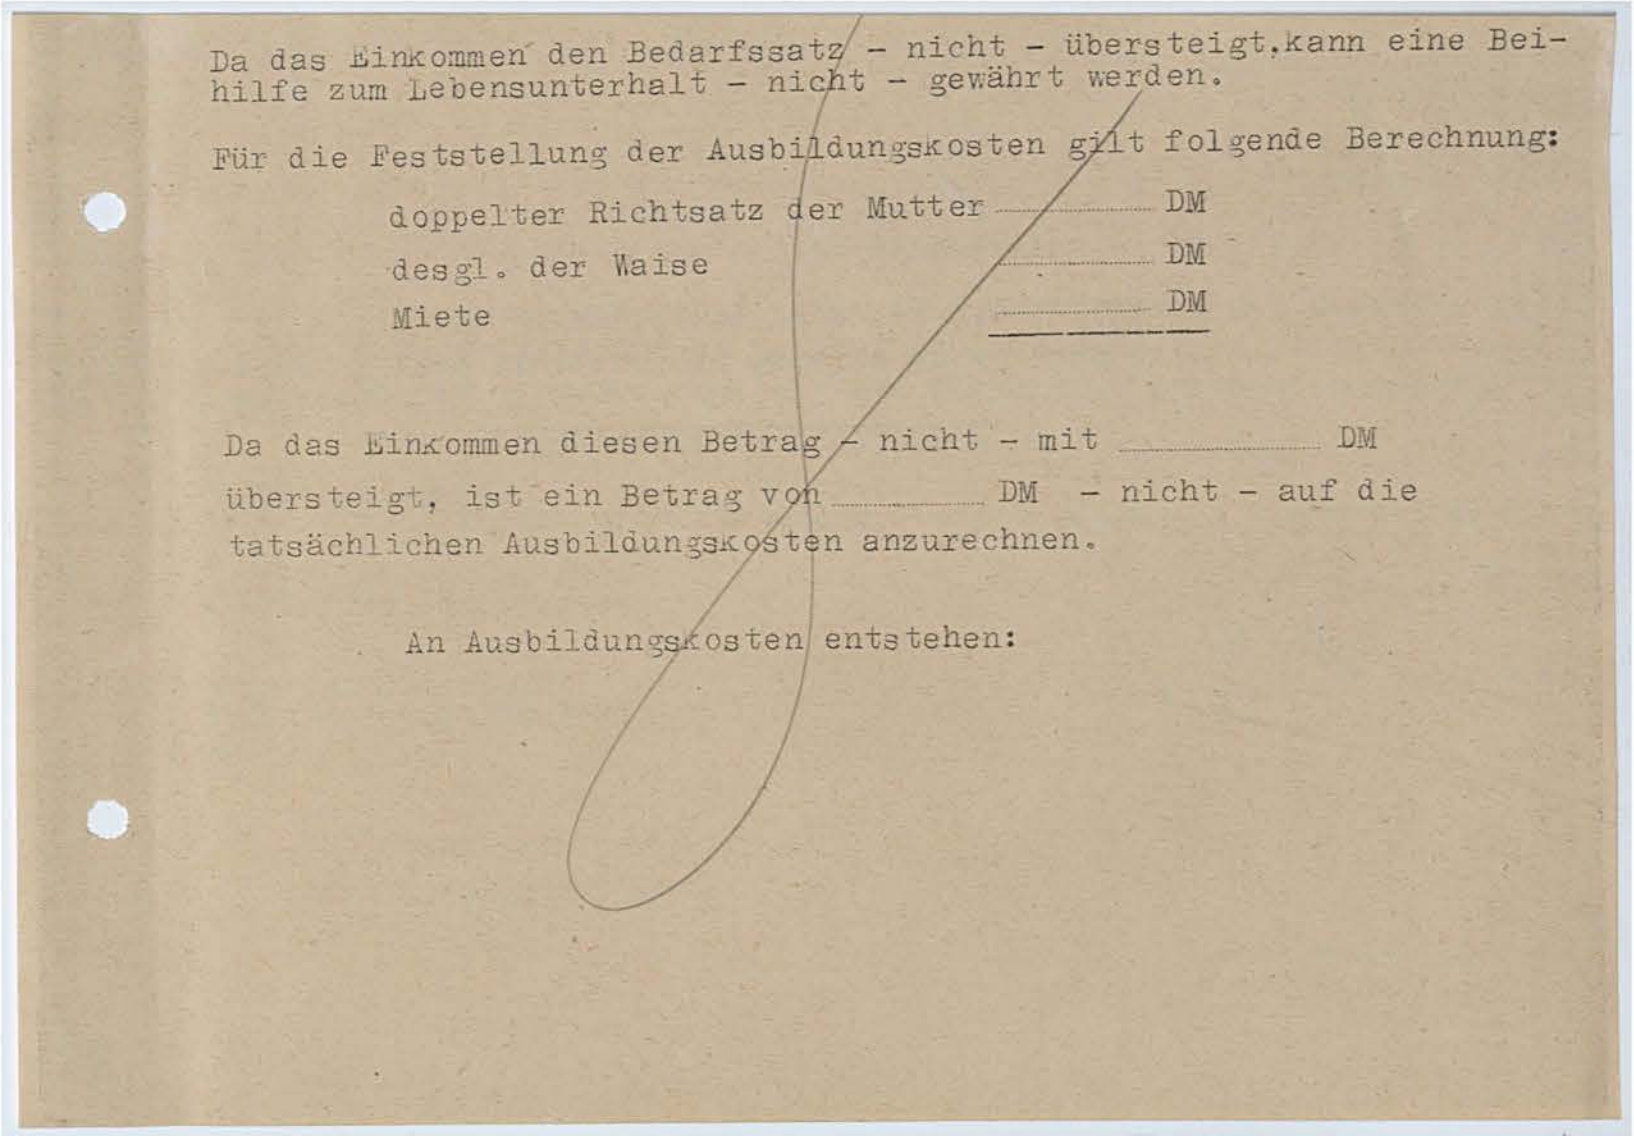 Da das Einkommen den Bedarfssatz - nicht - übersteigt,kann eine Bei-
hilfe zum Lebensunterhalt - nicht - gewährt werden.
Für die Feststellung der Ausbildungskosten gilt folgende Berechnung:
doppelter Richtsatz der Mutter .................... DM
desgl. der Waise .................... DM
Miete .................... DM
Da das Einkommen diesen Betrag - nicht - mit .................... DM
übersteigt, ist ein Betrag von .................... DM - nicht - auf die
tatsächlichen Ausbildungskosten anzurechnen.
An Ausbildungskosten entstehen: